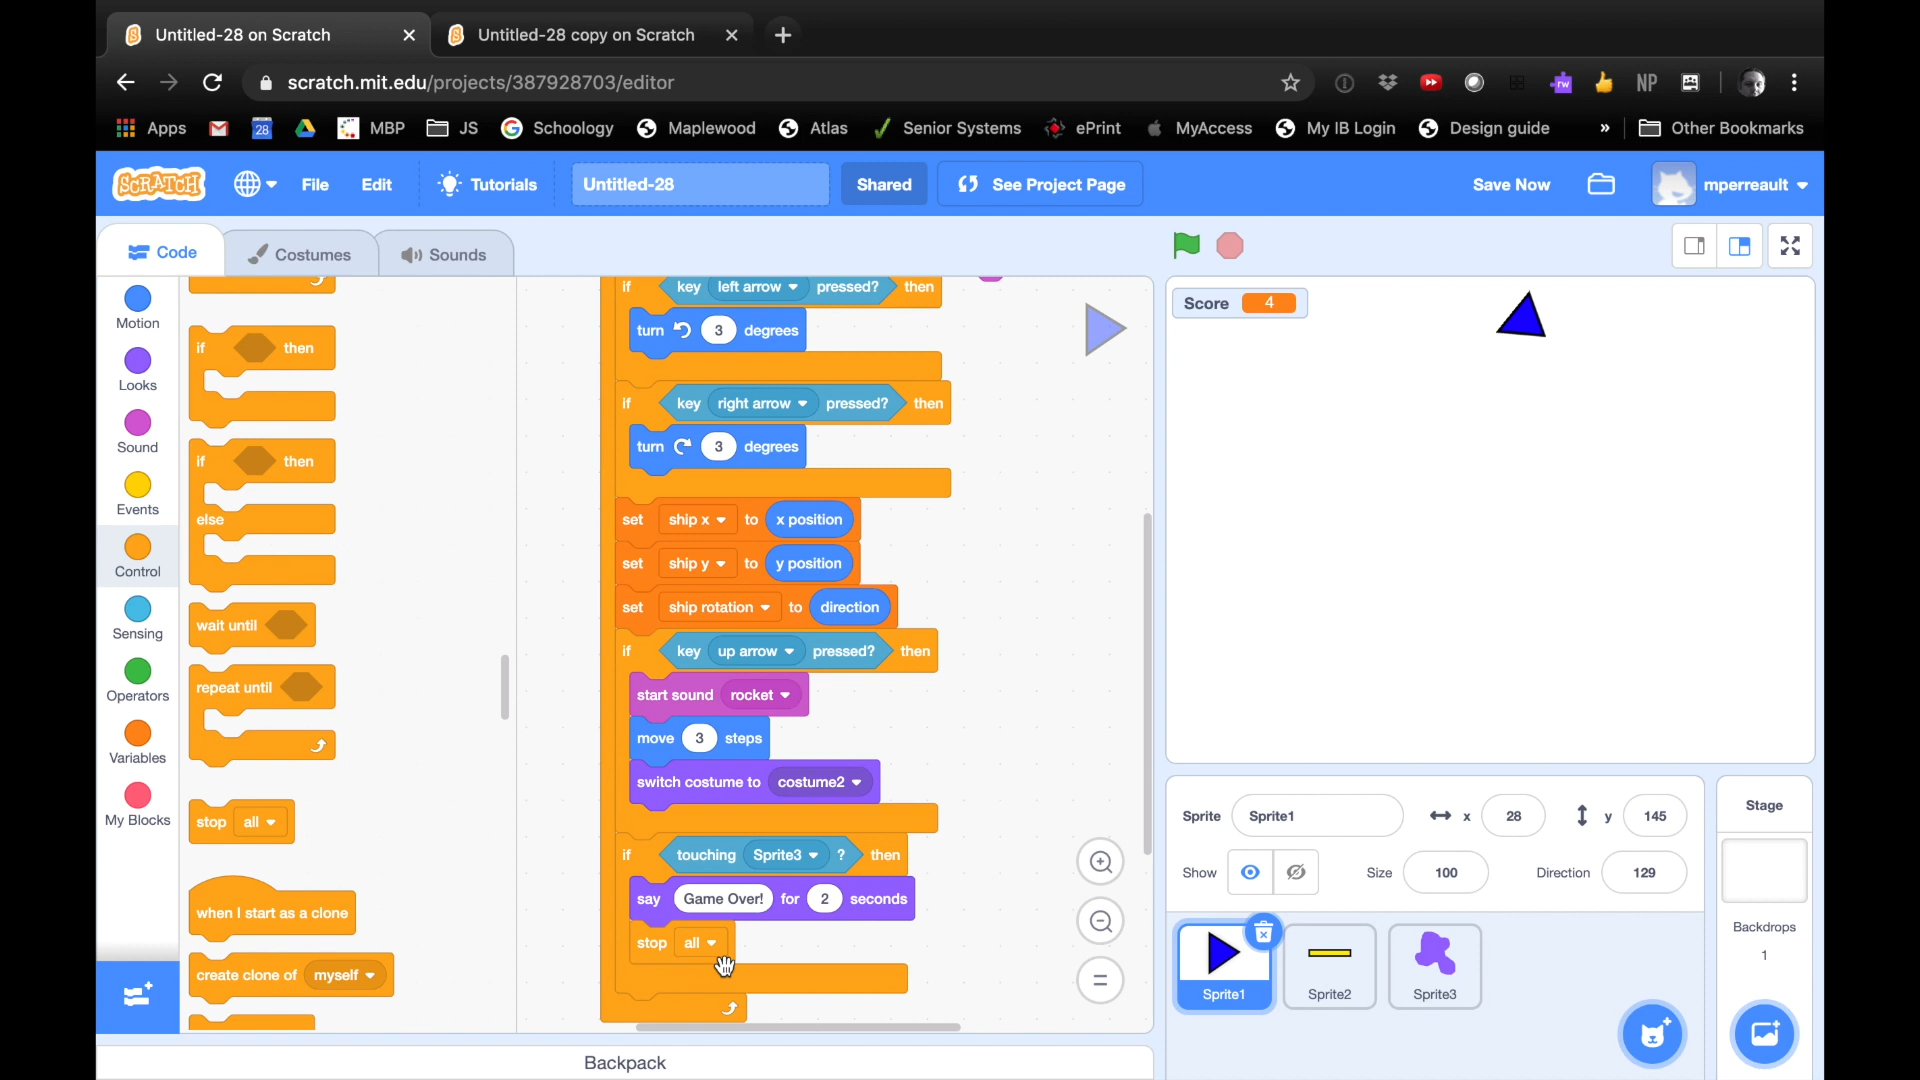 Untitled-28 on Scratch
Untitled-28 copy on Scratch
scratch.mit.edu/projects/387928703/editor
rw
NP
Apps
28
MBP
JS
Schoology
Maplewood
Atlas
Senior Systems
ePrint
MyAccess
My IB Login
Design guide
»
Other Bookmarks
SCRATCH
File
Edit
Tutorials
Untitled-28
Shared
See Project Page
Save Now
mperreault
Code
Costumes
Sounds
Motion
Looks
Sound
Events
Control
Sensing
Operators
Variables
My Blocks
if then
if then
else
wait until
repeat until
stop all
when I start as a clone
create clone of myself
if key left arrow pressed? then
turn 3 degrees
if key right arrow pressed? then
turn 3 degrees
set ship x to x position
set ship y to y position
set ship rotation to direction
if key up arrow pressed? then
start sound rocket
move 3 steps
switch costume to costume2
if touching Sprite3 ? then
say Game Over! for 2 seconds
stop all
Backpack
Score 4
Sprite Sprite1 x 28 y 145
Show Size 100 Direction 129
Sprite1
Sprite2
Sprite3
Stage
Backdrops
1